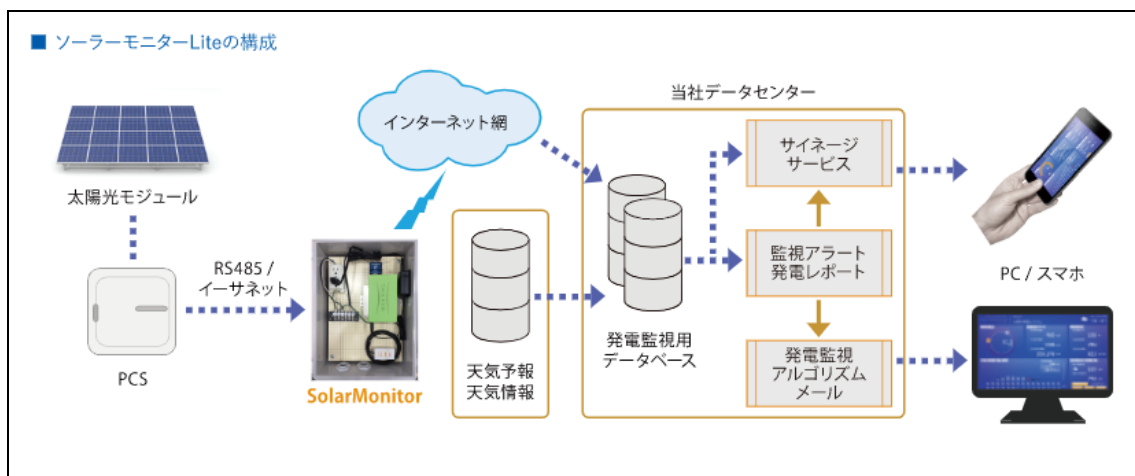 ■ ソーラーモニターLiteの構成
太陽光モジュール
PCS
RS485 /
イーサネット
SolarMonitor
インターネット網
天気予報
天気情報
当社データセンター
発電監視用
データベース
サイネージ
サービス
監視アラート
発電レポート
発電監視
アルゴリズム
メール
PC / スマホ